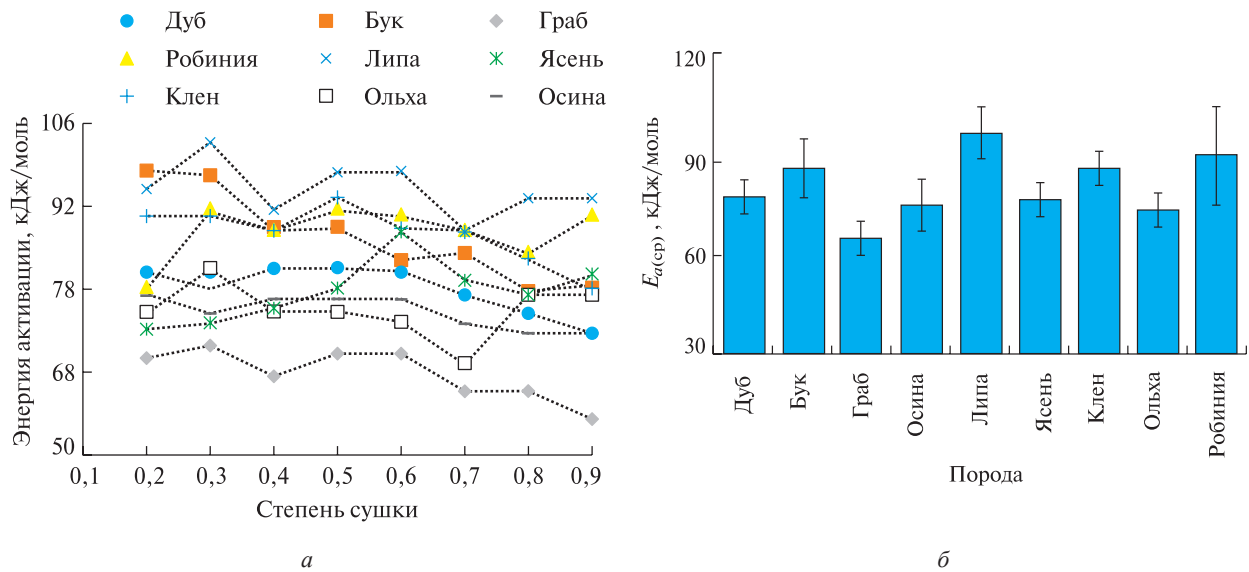 Дуб Бук Граб
Робиния Липа Ясень
Клен Ольха Осина
Энергия активации, кДж/моль
106
92
78
68
50
0,1 0,2 0,3 0,4 0,5 0,6 0,7 0,8 0,9
Степень сушки
а
Ea(ср) , кДж/моль
120
90
60
30
Дуб
Бук
Граб
Осина
Липа
Ясень
Клен
Ольха
Робиния
Порода
б